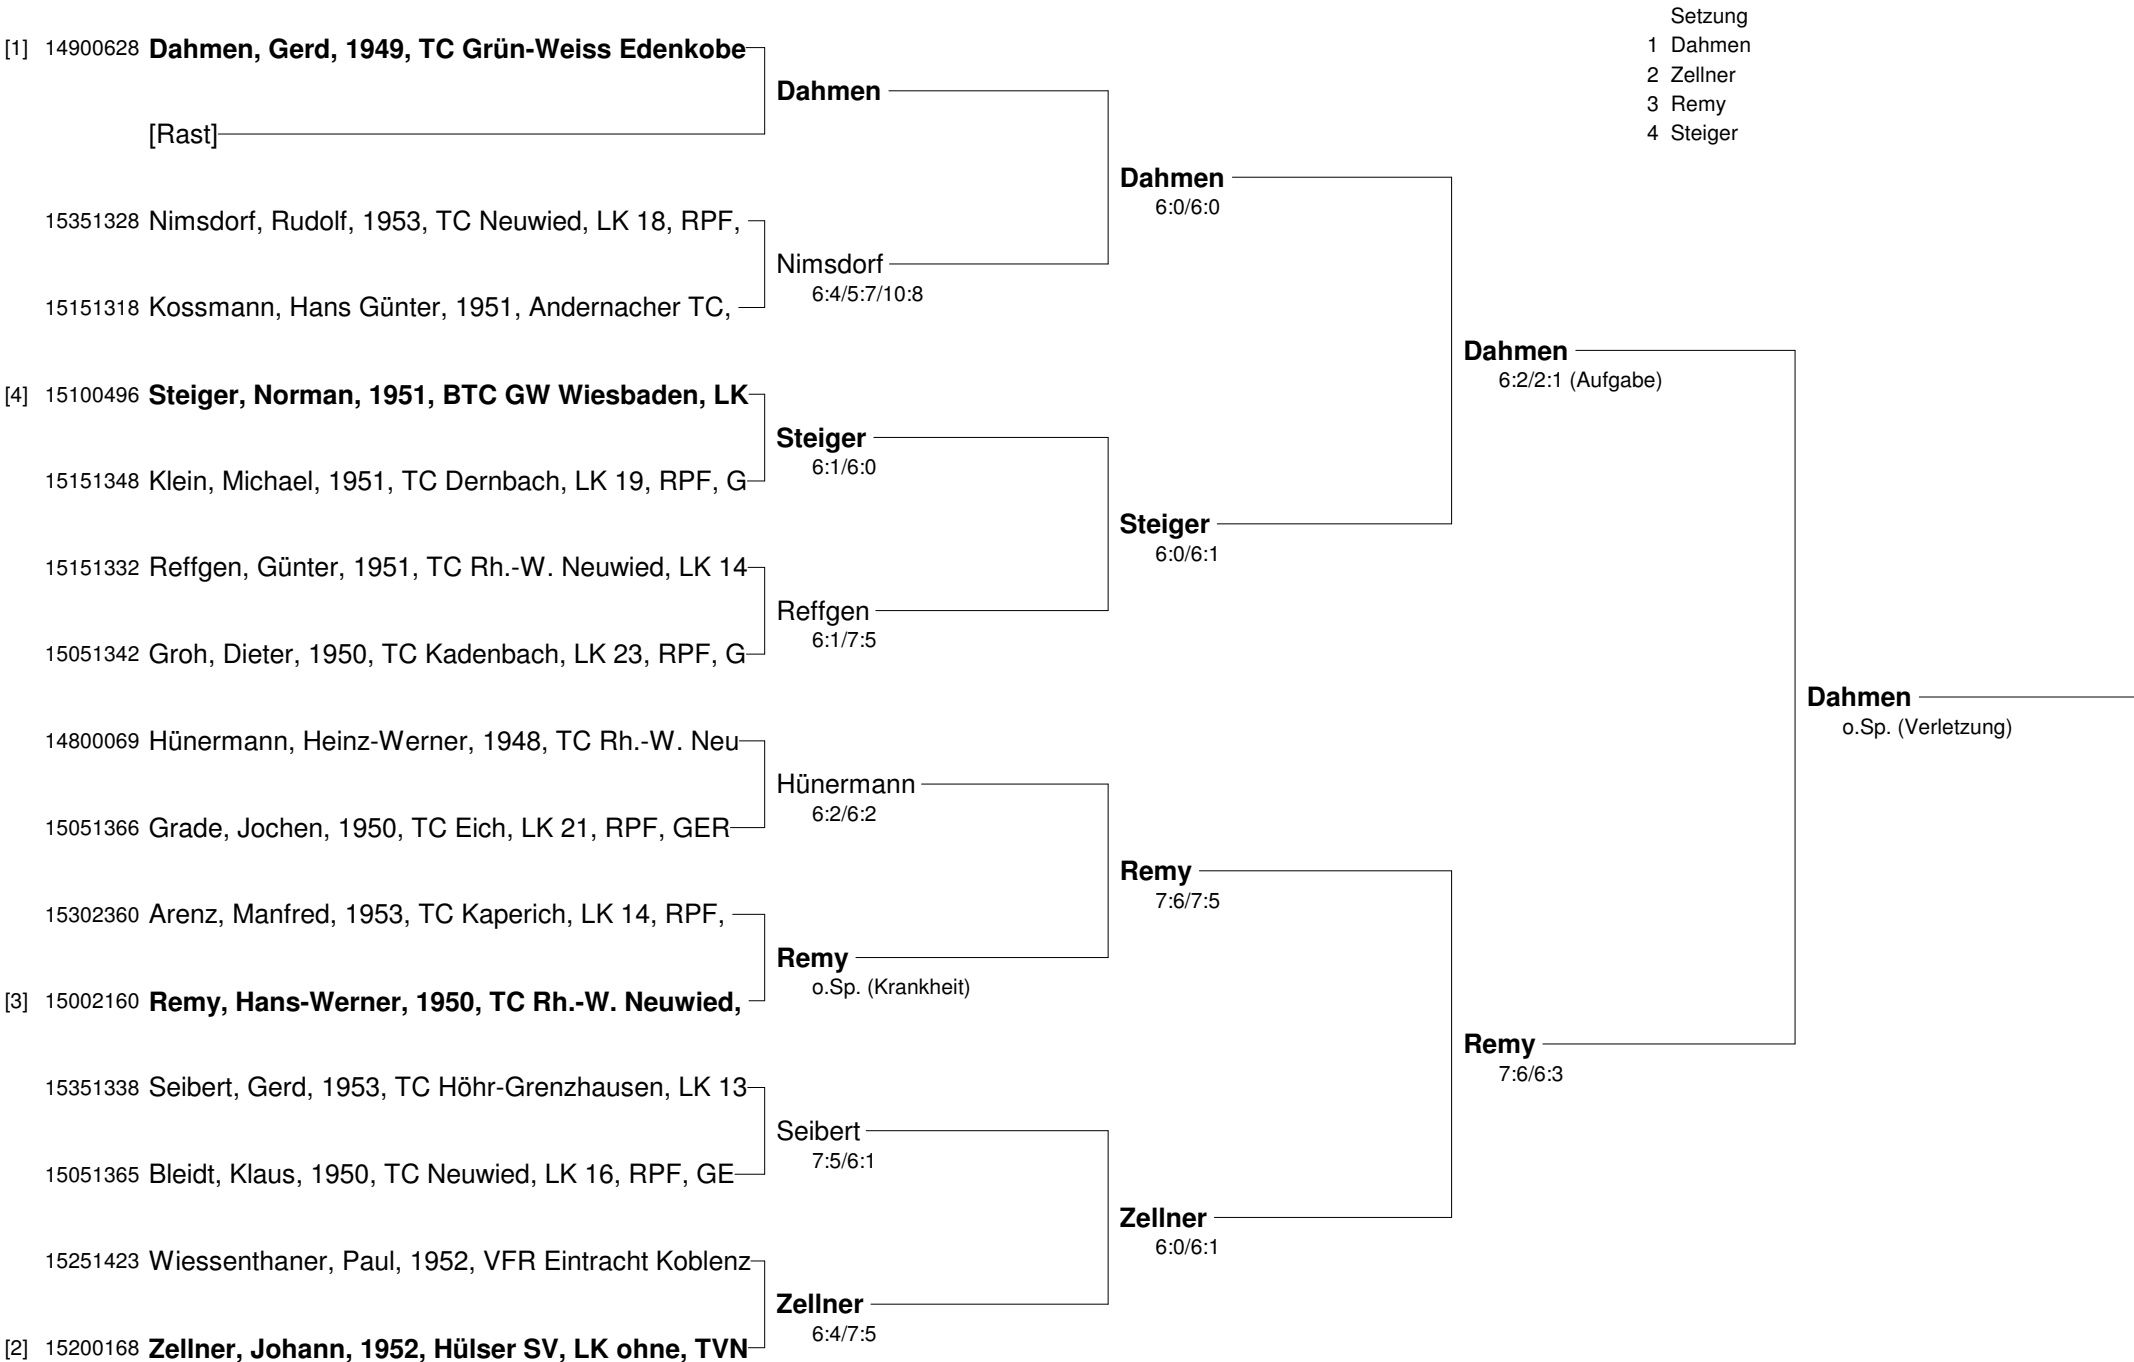 Setzung
1 Dahmen
2 Zellner
3 Remy
4 Steiger
[1] 14900628 Dahmen, Gerd, 1949, TC Grün-Weiss Edenkobe
Dahmen
[Rast]
Dahmen
6:0/6:0
15351328 Nimsdorf, Rudolf, 1953, TC Neuwied, LK 18, RPF,
Nimsdorf
6:4/5:7/10:8
15151318 Kossmann, Hans Günter, 1951, Andernacher TC,
Dahmen
6:2/2:1 (Aufgabe)
[4] 15100496 Steiger, Norman, 1951, BTC GW Wiesbaden, LK
Steiger
6:1/6:0
15151348 Klein, Michael, 1951, TC Dernbach, LK 19, RPF, G
Steiger
6:0/6:1
15151332 Reffgen, Günter, 1951, TC Rh.-W. Neuwied, LK 14
Reffgen
6:1/7:5
15051342 Groh, Dieter, 1950, TC Kadenbach, LK 23, RPF, G
Dahmen
o.Sp. (Verletzung)
14800069 Hünermann, Heinz-Werner, 1948, TC Rh.-W. Neu
Hünermann
6:2/6:2
15051366 Grade, Jochen, 1950, TC Eich, LK 21, RPF, GER
Remy
7:6/7:5
15302360 Arenz, Manfred, 1953, TC Kaperich, LK 14, RPF,
Remy
o.Sp. (Krankheit)
[3] 15002160 Remy, Hans-Werner, 1950, TC Rh.-W. Neuwied,
Remy
7:6/6:3
15351338 Seibert, Gerd, 1953, TC Höhr-Grenzhausen, LK 13
Seibert
7:5/6:1
15051365 Bleidt, Klaus, 1950, TC Neuwied, LK 16, RPF, GE
Zellner
6:0/6:1
15251423 Wiessenthaner, Paul, 1952, VFR Eintracht Koblenz
Zellner
6:4/7:5
[2] 15200168 Zellner, Johann, 1952, Hülser SV, LK ohne, TVN